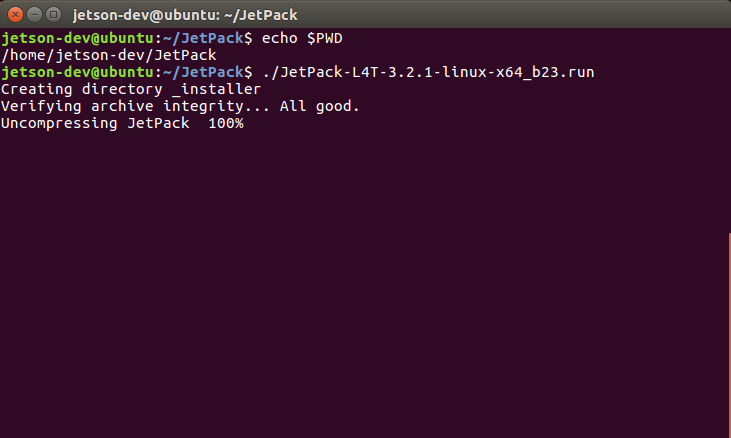 jetson-dev@ubuntu: ~/JetPack
jetson-dev@ubuntu:~/JetPack$ echo $PWD
/home/jetson-dev/JetPack
jetson-dev@ubuntu:~/JetPack$ ./JetPack-L4T-3.2.1-linux-x64_b23.run
Creating directory _installer
Verifying archive integrity... All good.
Uncompressing JetPack  100%